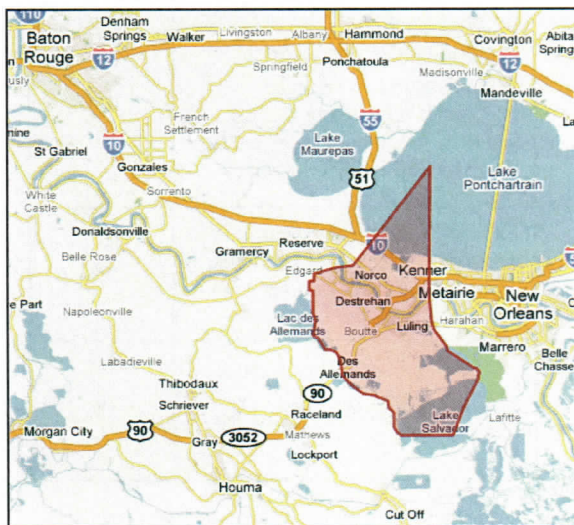 110
Denham
Springs
Walker
Livingston
Albany
Hammond
Covington
Abita
Spring
Baton
Rouge
12
Ponchatoula
12
Springfield
Madisonville
Mandeville
French
Settlement
55
Lake
Maurepas
La
10
St Gabriel
Gonzales
51
Lake
Pontchartrain
White
Castle
Sorrento
Donaldsonville
Reserve
10
Gramercy
Kenner
Belle Rose
Edgard
Norco
Metairie
New
Orleans
e Part
Destrehan
Napoleonville
Lac des
Allemands
Luling
Harahan
Boutte
Marrero
Belle
Chasse
Labadieville
Des
Allemands
Thibodaux
90
Schriever
Raceland
Lake
Salvador
Lafitte
Morgan City
90
Gray
3052
Mathews
Lockport
Houma
Cut Off